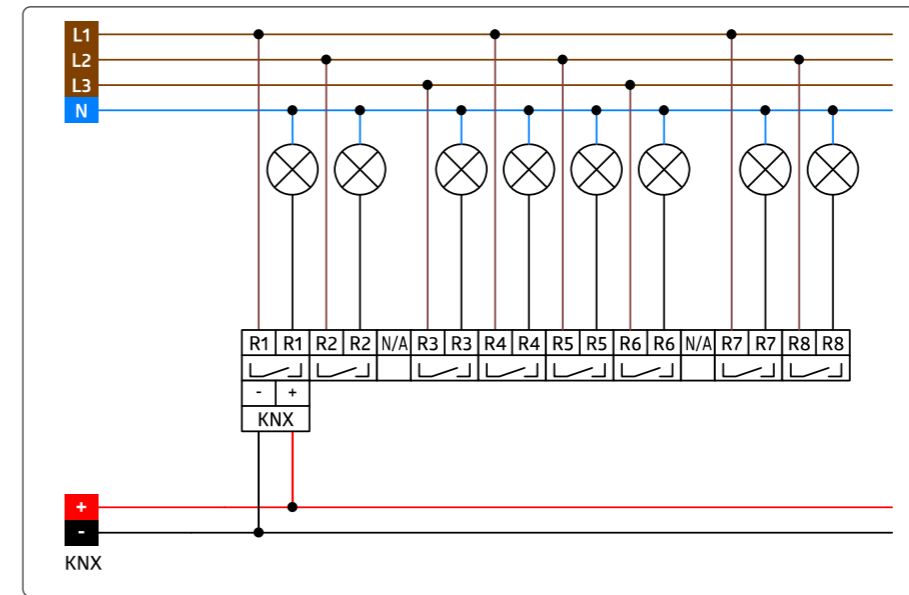 L1
L2
L3
N
R1 R1 R2 R2 N/A R3 R3 R4 R4 R5 R5 R6 R6 N/A R7 R7 R8 R8
- +
KNX
+
-
KNX